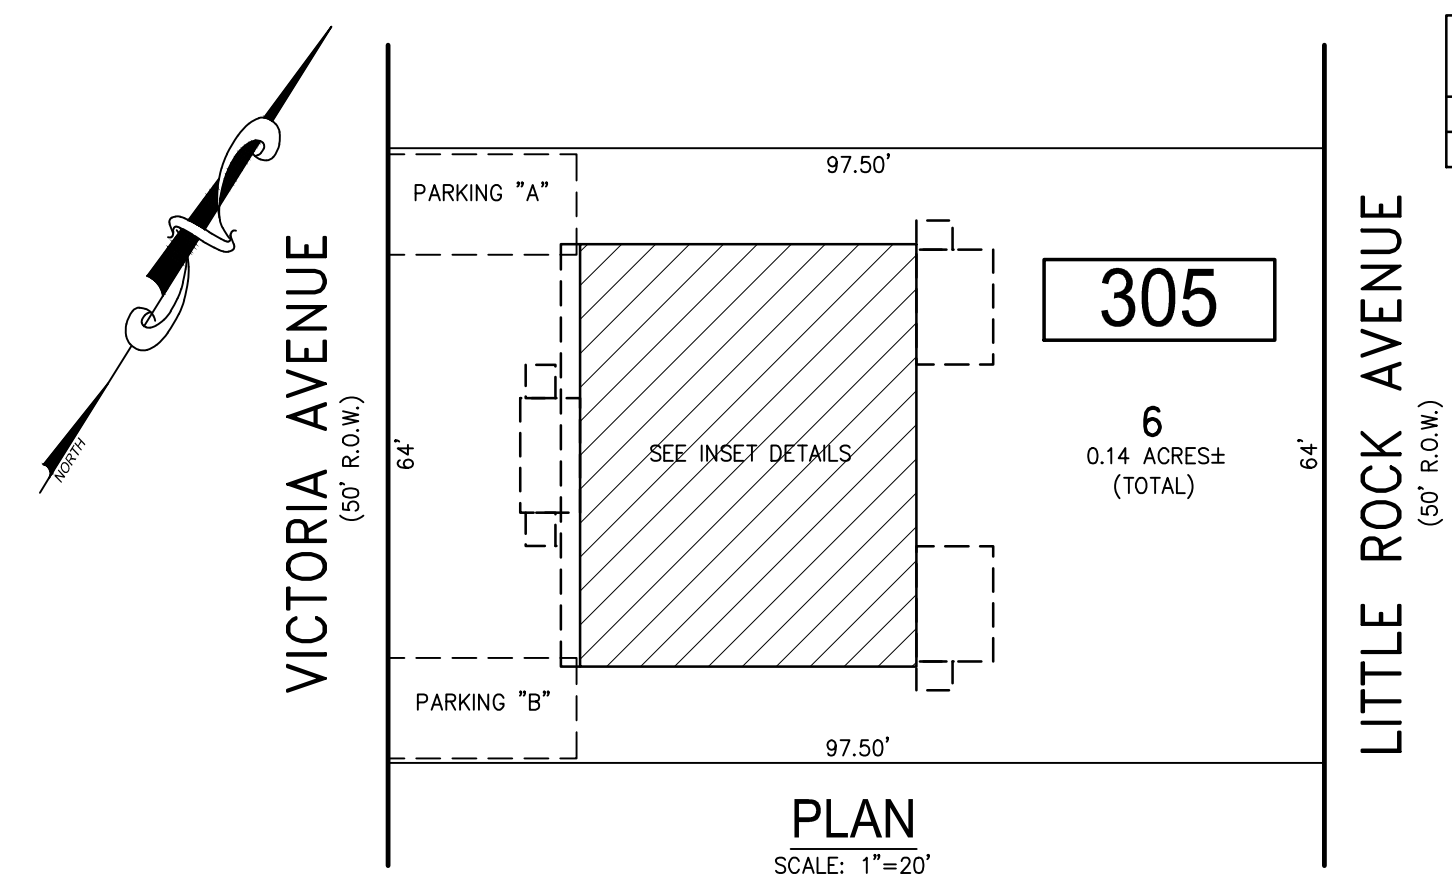 NORTH
VICTORIA AVENUE
(50' R.O.W.)
PARKING "A"
97.50'
64'
SEE INSET DETAILS
305
6
0.14 ACRES±
(TOTAL)
64'
LITTLE ROCK AVENUE
(50' R.O.W.)
PARKING "B"
97.50'
PLAN
SCALE: 1"=20'